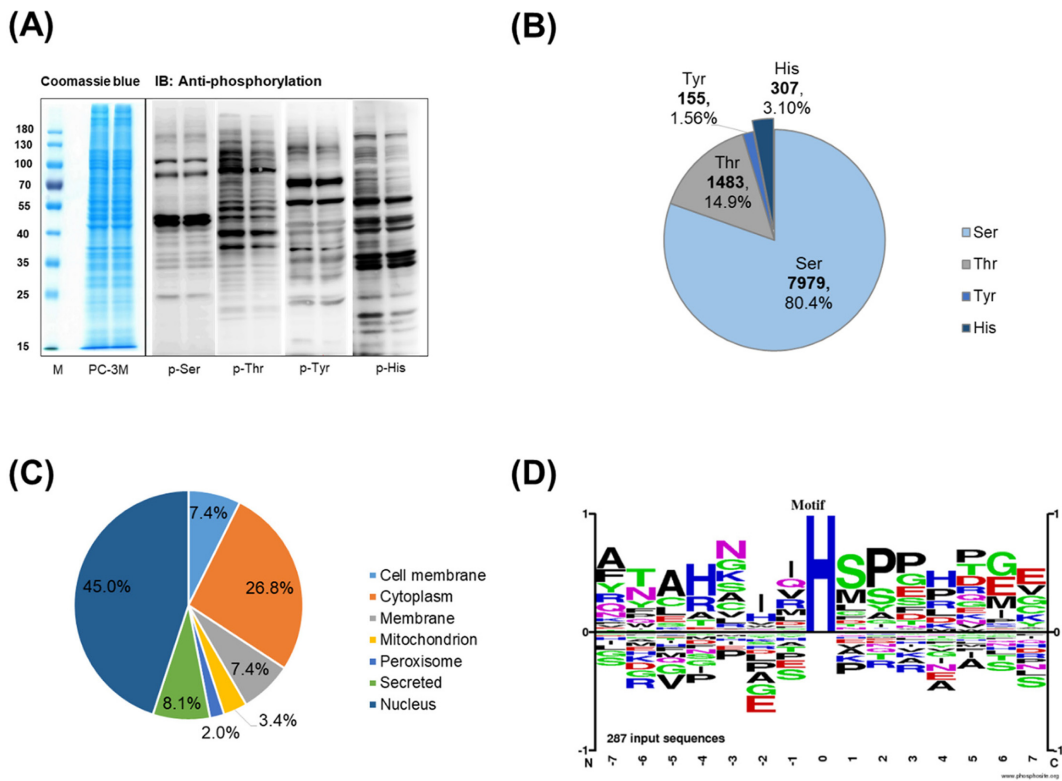 (A)
Coomassie blue
IB: Anti-phosphorylation
180
130
100
70
55
40
35
25
15
M
PC-3M
p-Ser
p-Thr
p-Tyr
p-His
(B)
His
307,
3.10%
Tyr
155,
1.56%
Thr
1483,
14.9%
Ser
7979,
80.4%
Ser
Thr
Tyr
His
(C)
7.4%
26.8%
7.4%
3.4%
2.0%
8.1%
45.0%
Cell membrane
Cytoplasm
Membrane
Mitochondrion
Peroxisome
Secreted
Nucleus
(D)
Motif
1
0
-1
1
0
-1
H
287 input sequences
N -7 -6 -5 -4 -3 -2 -1 0 1 2 3 4 5 6 7 C
www.phosphosite.org